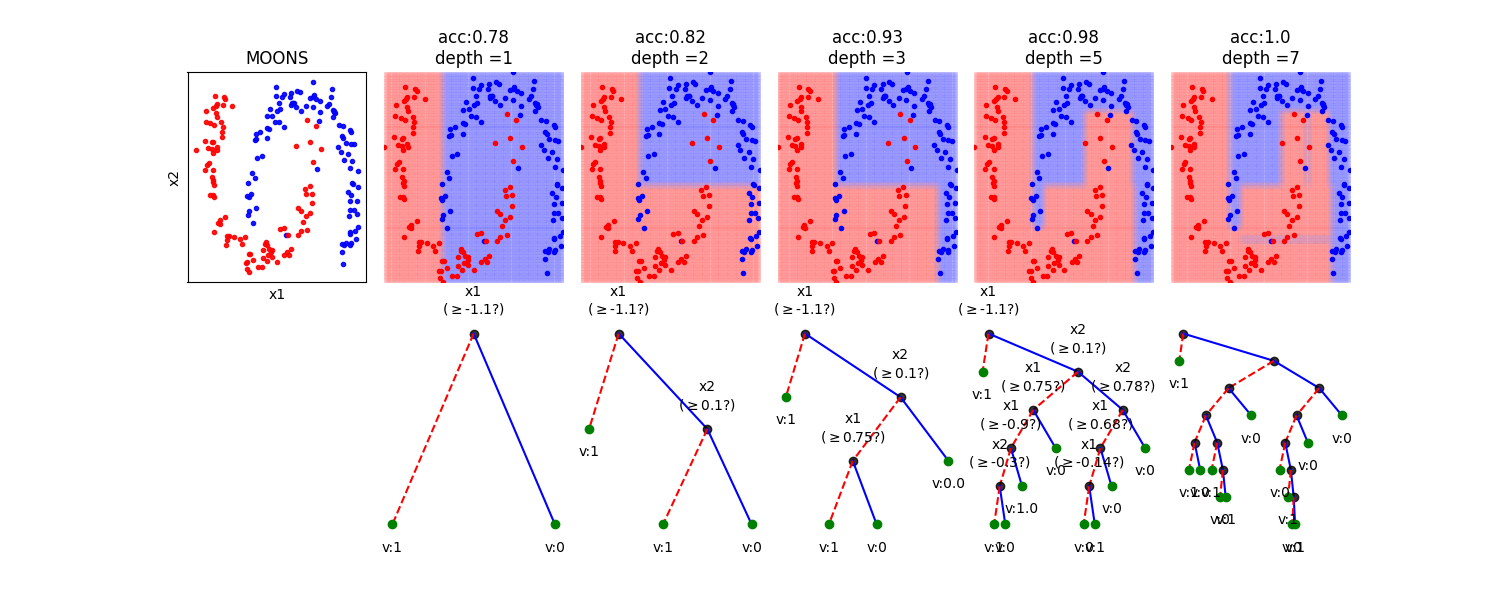 MOONS
acc:0.78
depth =1
acc:0.82
depth =2
acc:0.93
depth =3
acc:0.98
depth =5
acc:1.0
depth =7
x2
x1
x1
(≥-1.1?)
v:1
v:0
x1
(≥-1.1?)
x2
(≥0.1?)
v:1
v:1
v:0
x1
(≥-1.1?)
x2
(≥0.1?)
v:1
x1
(≥0.75?)
v:0.0
v:1
v:0
x1
(≥-1.1?)
x2
(≥0.1?)
v:1
x1
(≥0.75?)
x2
(≥0.78?)
x1
(≥-0.9?)
x1
(≥0.68?)
x2
(≥-0.3?)
v:0
x1
(≥-0.14?)
v:0
v:1.0
v:0
v:1
v:0
v:0
v:1
v:1
v:0
v:0
v:0